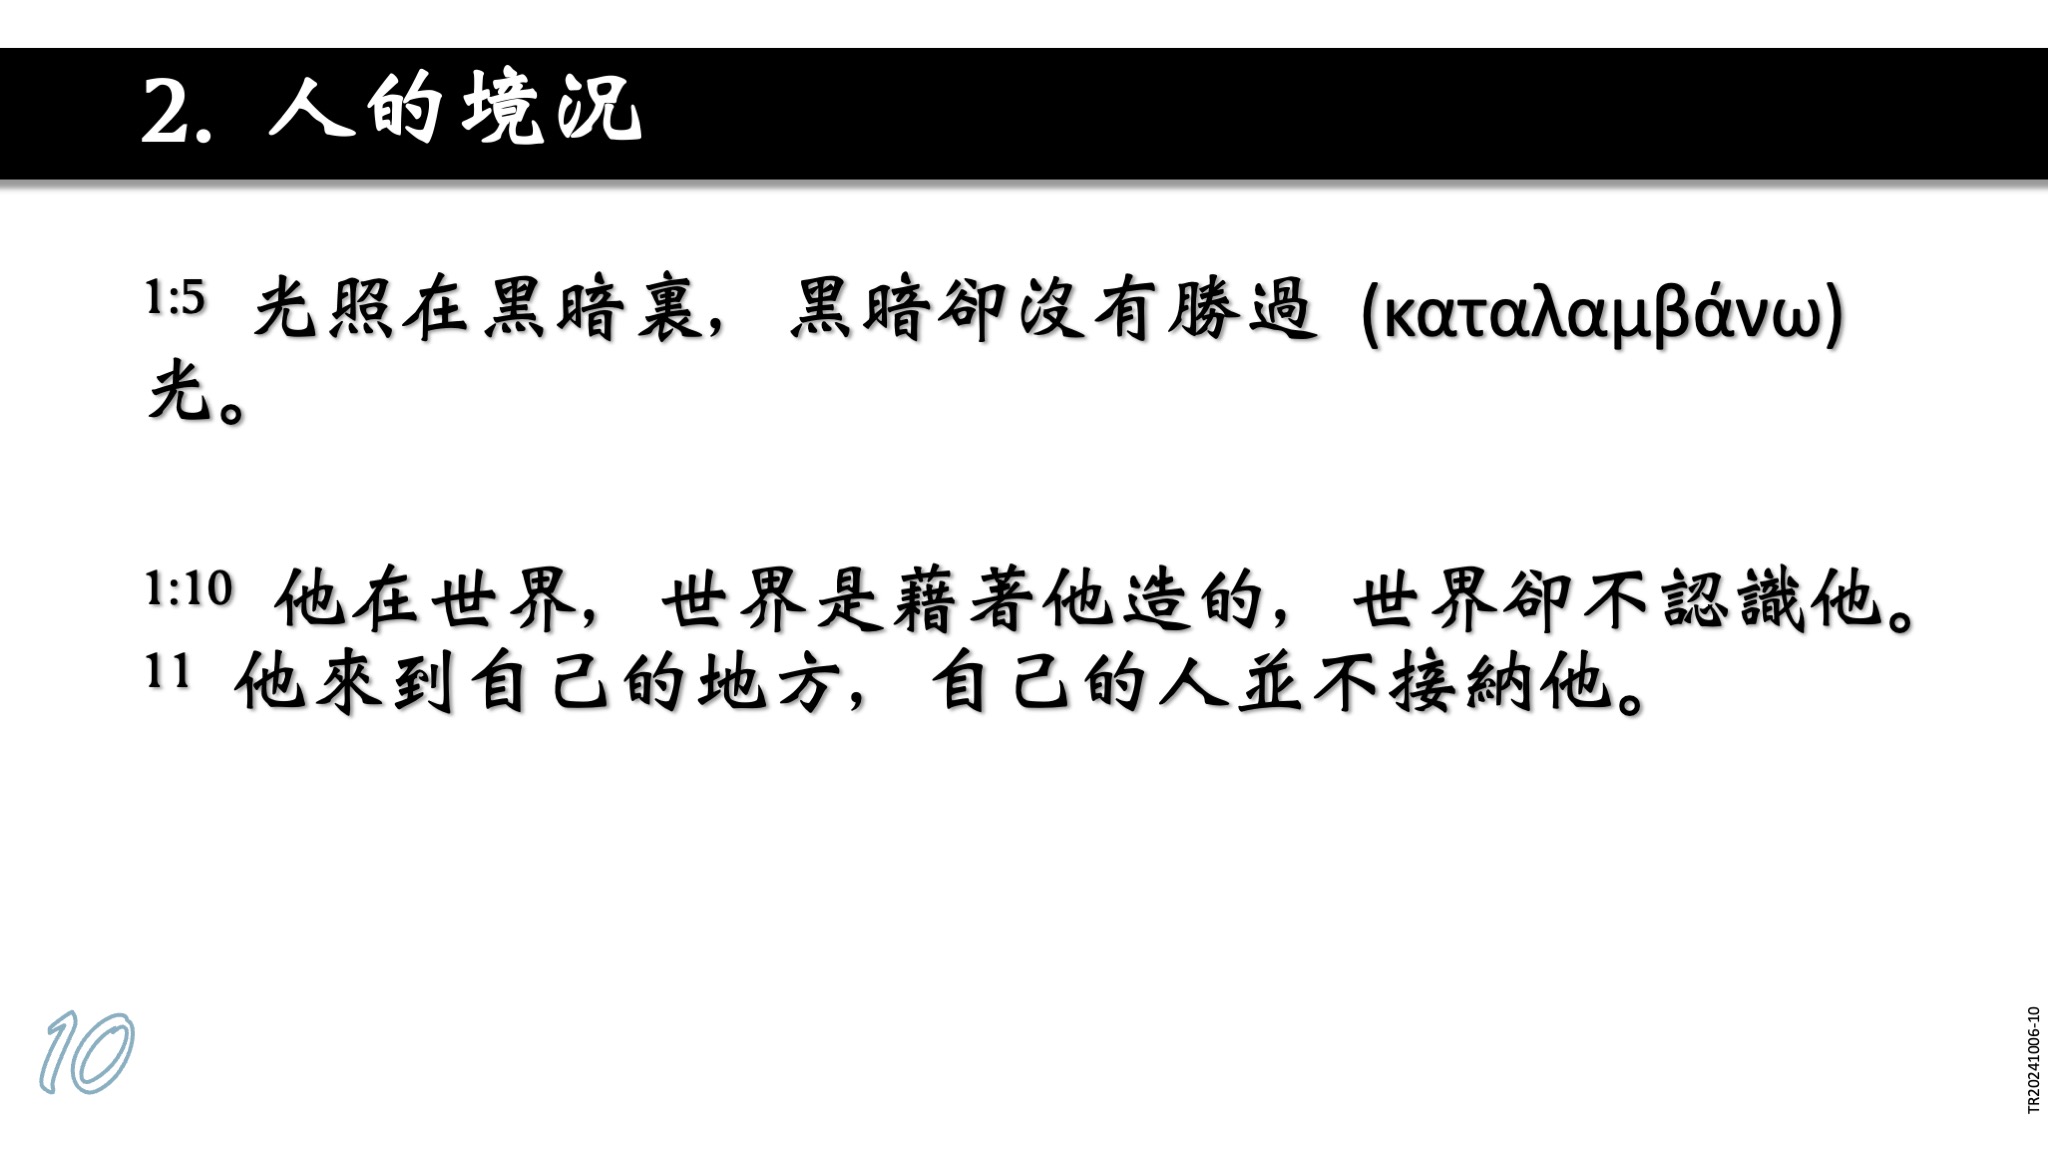 2. 人的境況
1:5 光照在黑暗裏, 黑暗卻沒有勝過 (καταλαμβάνω)
光。
1:10 他在世界, 世界是藉著他造的, 世界卻不認識他。
11 他來到自己的地方, 自己的人並不接納他。
10
TR20241006-10